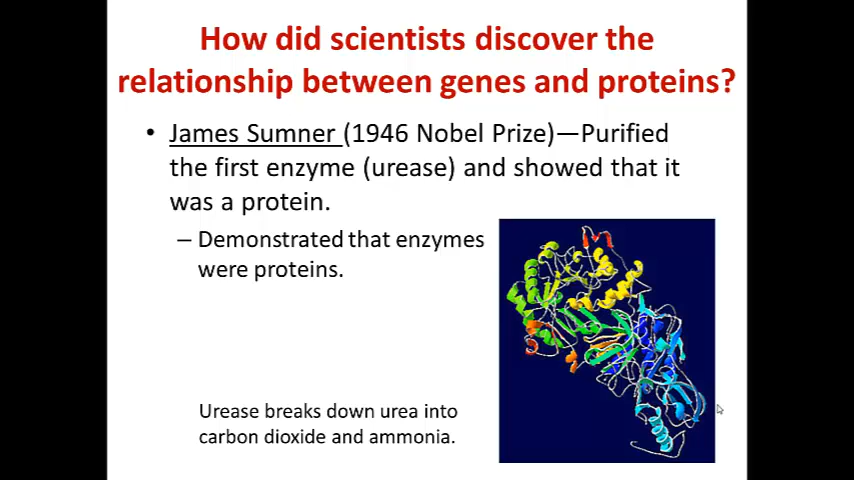 How did scientists discover the
relationship between genes and proteins?
• James Sumner (1946 Nobel Prize)—Purified
the first enzyme (urease) and showed that it
was a protein.
– Demonstrated that enzymes
were proteins.
Urease breaks down urea into
carbon dioxide and ammonia.